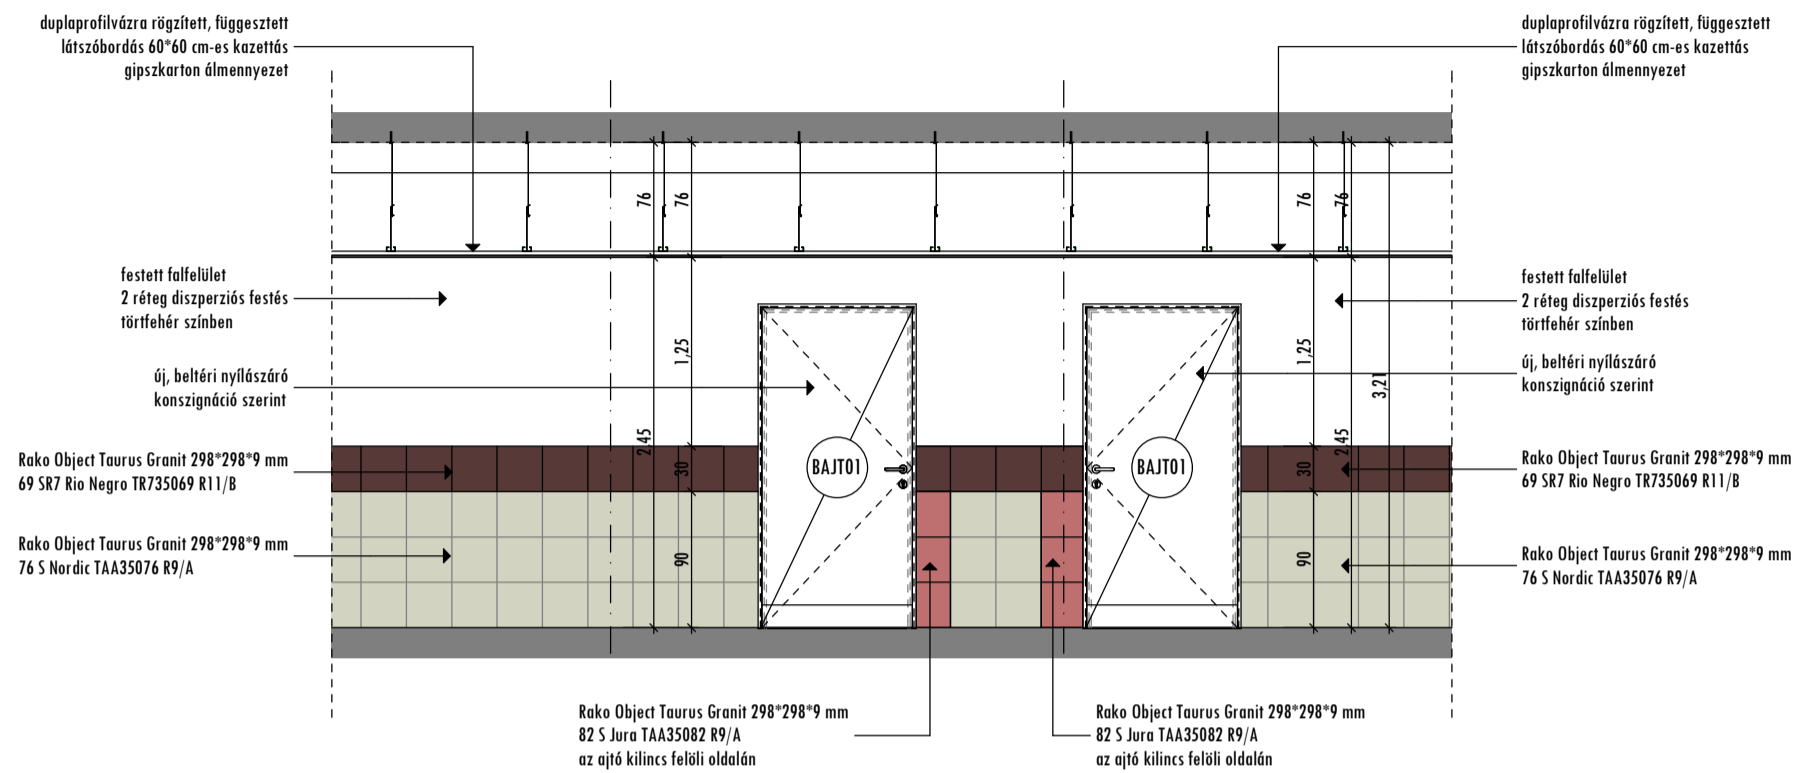 duplaprofilvázra rögzített, függesztett
látszóbordás 60*60 cm-es kazettás
gipszkarton álmennyezet
duplaprofilvázra rögzített, függesztett
látszóbordás 60*60 cm-es kazettás
gipszkarton álmennyezet
76
76
76
76
festett falfelület
2 réteg diszperziós festés
törtfehér színben
festett falfelület
2 réteg diszperziós festés
törtfehér színben
1,25
1,25
új, beltéri nyílászáró
konszignáció szerint
új, beltéri nyílászáró
konszignáció szerint
3,21
2,45
2,45
BAJT01
BAJT01
Rako Object Taurus Granit 298*298*9 mm
69 SR7 Rio Negro TR735069 R11/B
30
30
Rako Object Taurus Granit 298*298*9 mm
69 SR7 Rio Negro TR735069 R11/B
Rako Object Taurus Granit 298*298*9 mm
76 S Nordic TAA35076 R9/A
90
90
Rako Object Taurus Granit 298*298*9 mm
76 S Nordic TAA35076 R9/A
Rako Object Taurus Granit 298*298*9 mm
82 S Jura TAA35082 R9/A
az ajtó kilincs felöli oldalán
Rako Object Taurus Granit 298*298*9 mm
82 S Jura TAA35082 R9/A
az ajtó kilincs felöli oldalán